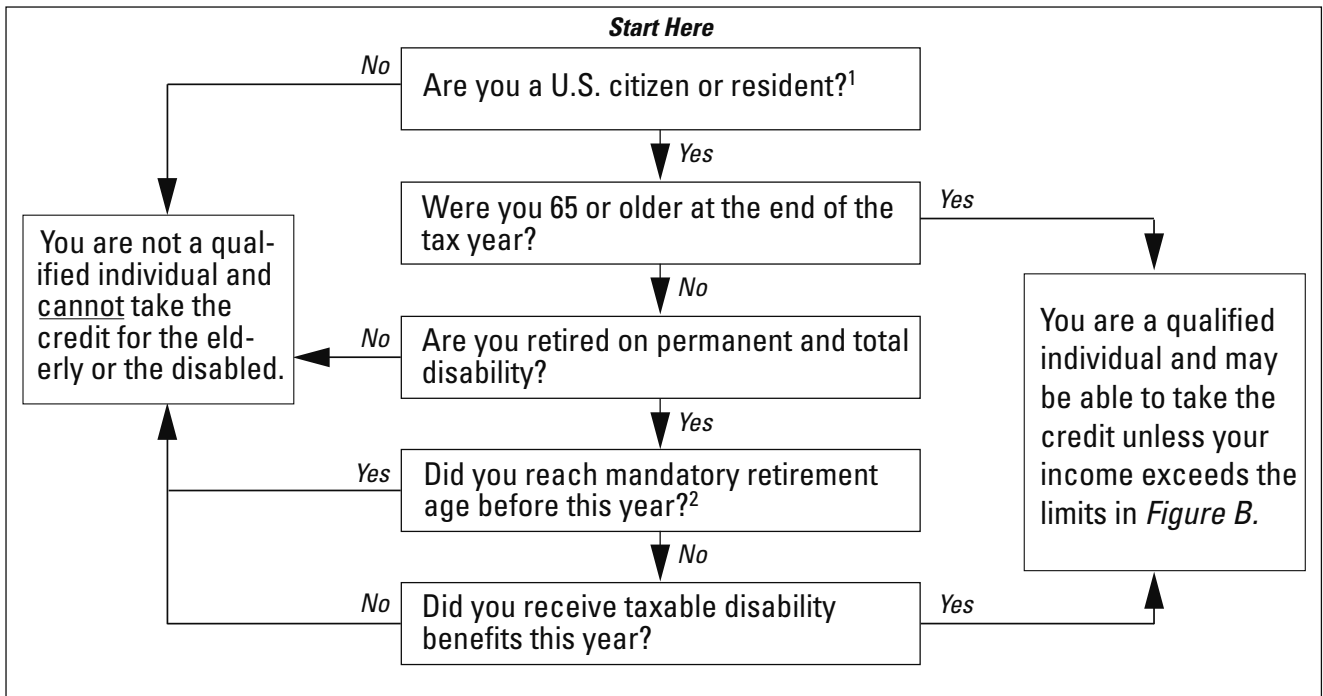 Start Here
No
Are you a U.S. citizen or resident?¹
Yes
Were you 65 or older at the end of the
tax year?
Yes
No
You are not a qual-
ified individual and
cannot take the
credit for the eld-
erly or the disabled.
No
Are you retired on permanent and total
disability?
You are a qualified
individual and may
be able to take the
credit unless your
income exceeds the
limits in Figure B.
Yes
Yes
Did you reach mandatory retirement
age before this year?²
No
No
Did you receive taxable disability
benefits this year?
Yes